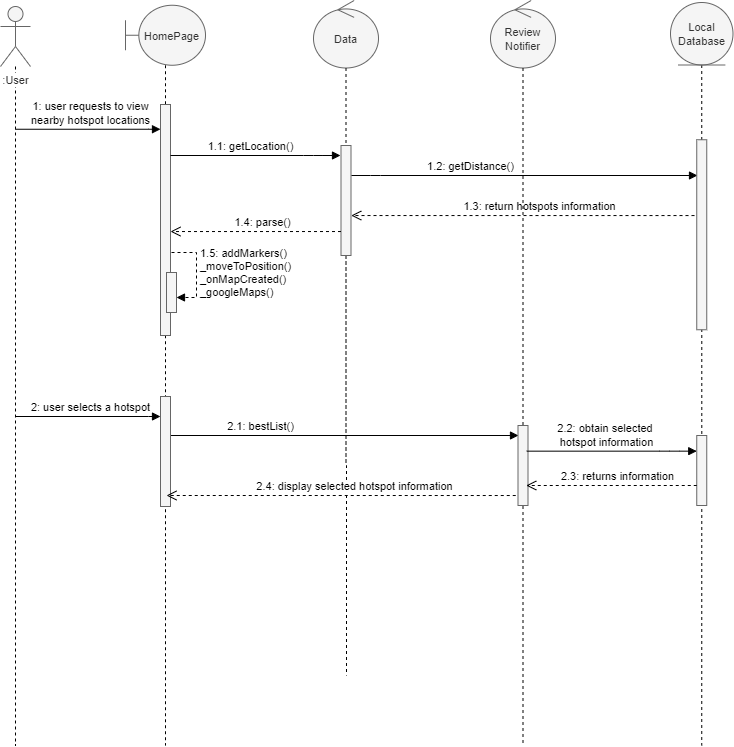 HomePage
Data
Review
Notifier
Local
Database
:User
1: user requests to view
nearby hotspot locations
1.1: getLocation()
1.2: getDistance()
1.3: return hotspots information
1.4: parse()
1.5: addMarkers()
_moveToPosition()
_onMapCreated()
_googleMaps()
2: user selects a hotspot
2.1: bestList()
2.2: obtain selected
hotspot information
2.3: returns information
2.4: display selected hotspot information